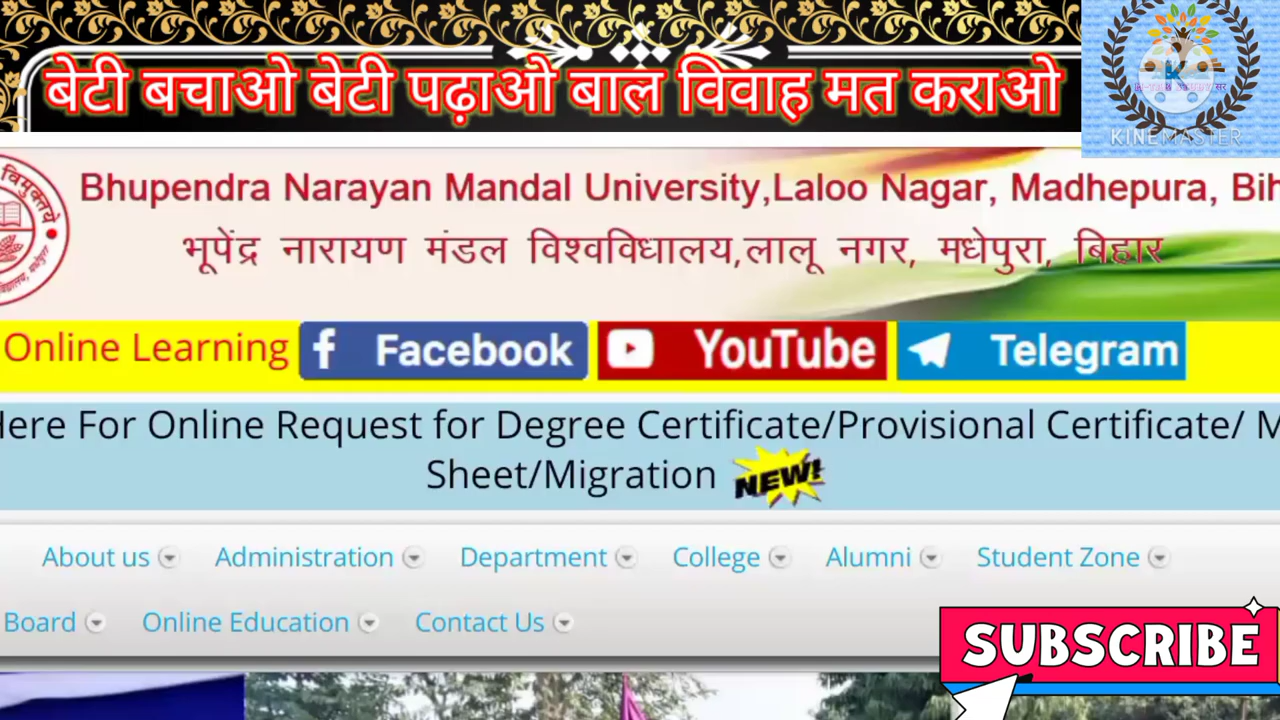 बेटी बचाओ बेटी पढ़ाओ बाल विवाह मत कराओ
KINEMASTER
विमुक्तये
Bhupendra Narayan Mandal University,Laloo Nagar, Madhepura, Bih
भूपेंद्र नारायण मंडल विश्वविधालय,लालू नगर, मधेपुरा, बिहार
Online Learning Facebook YouTube Telegram
Here For Online Request for Degree Certificate/Provisional Certificate/ M
Sheet/Migration NEW!
About us Administration Department College Alumni Student Zone
Board Online Education Contact Us
SUBSCRIBE